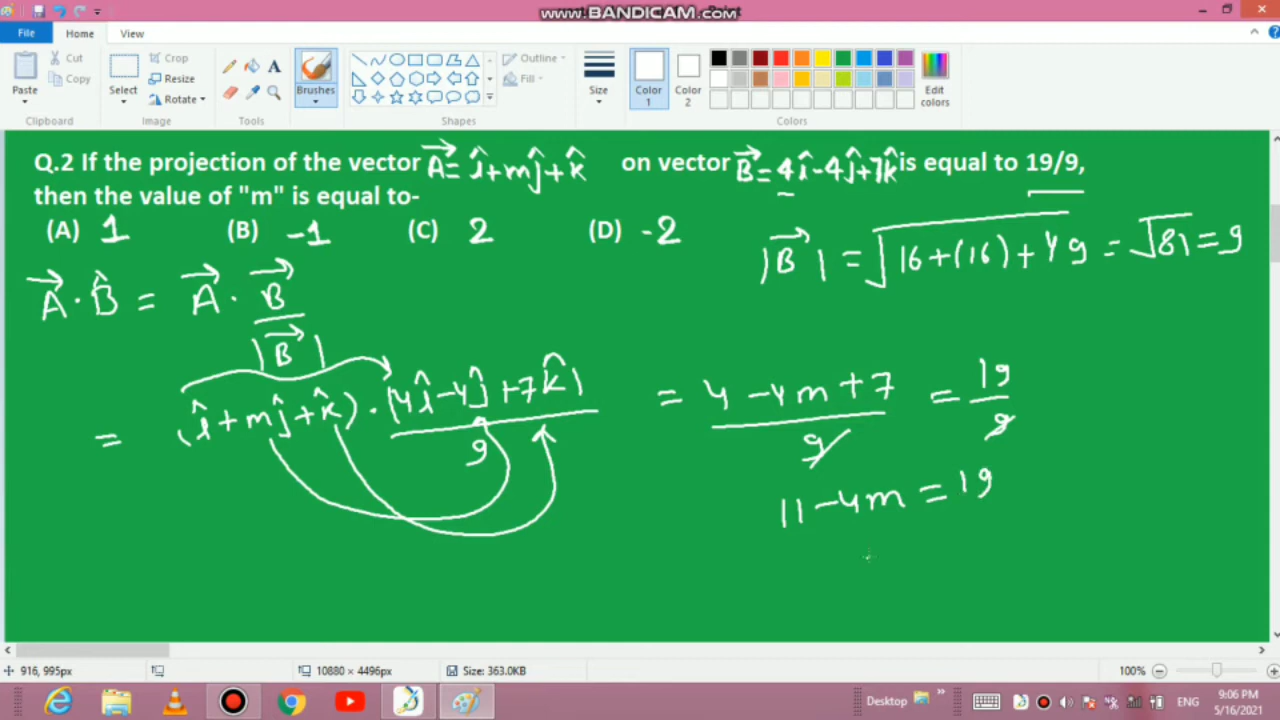 www.BANDICAM.com
File Home View
Paste Cut Copy Clipboard
Select Crop Resize Rotate Image
Tools
Brushes
Outline Fill Shapes
Size
Color 1 Color 2 Edit colors Colors
Q.2 If the projection of the vector A⃗ = î+mĵ+k̂ on vector B⃗ = 4î-4ĵ+7k̂ is equal to 19/9,
then the value of "m" is equal to-
(A) 1 (B) -1 (C) 2 (D) -2
|B⃗| = √16+(16)+49 = √81 = 9
A⃗ · B̂ = A⃗ · B⃗/|B⃗|
= (î+mĵ+k̂) · (4î-4ĵ+7k̂)/9 = (4-4m+7)/9 = 19/9
11-4m = 19
916, 995px 10880 × 4496px Size: 363.0KB 100%
Desktop ENG 9:06 PM 5/16/2021